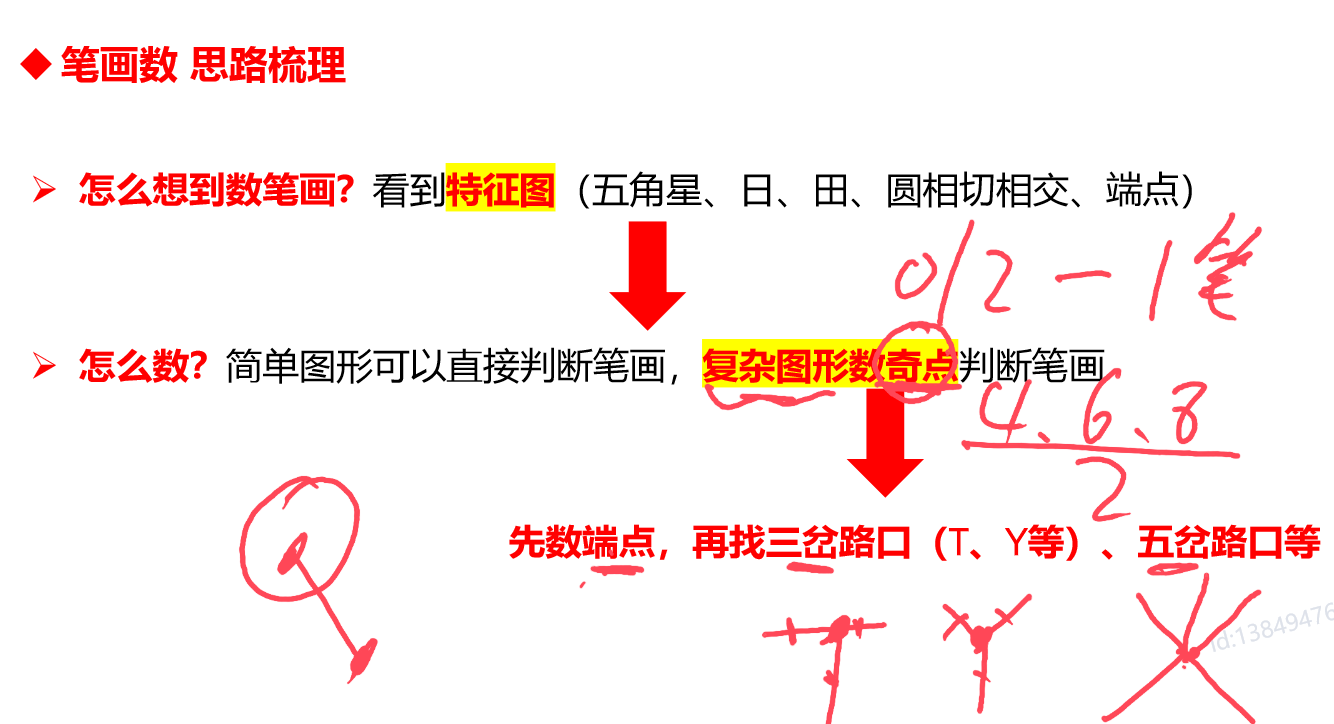 笔画数 思路梳理
怎么想到数笔画？看到特征图（五角星、日、田、圆相切相交、端点）
0/2 — 1笔
怎么数？简单图形可以直接判断笔画，复杂图形数奇点判断笔画
4、6、8
2
先数端点，再找三岔路口（T、Y等）、五岔路口等
id:13849476